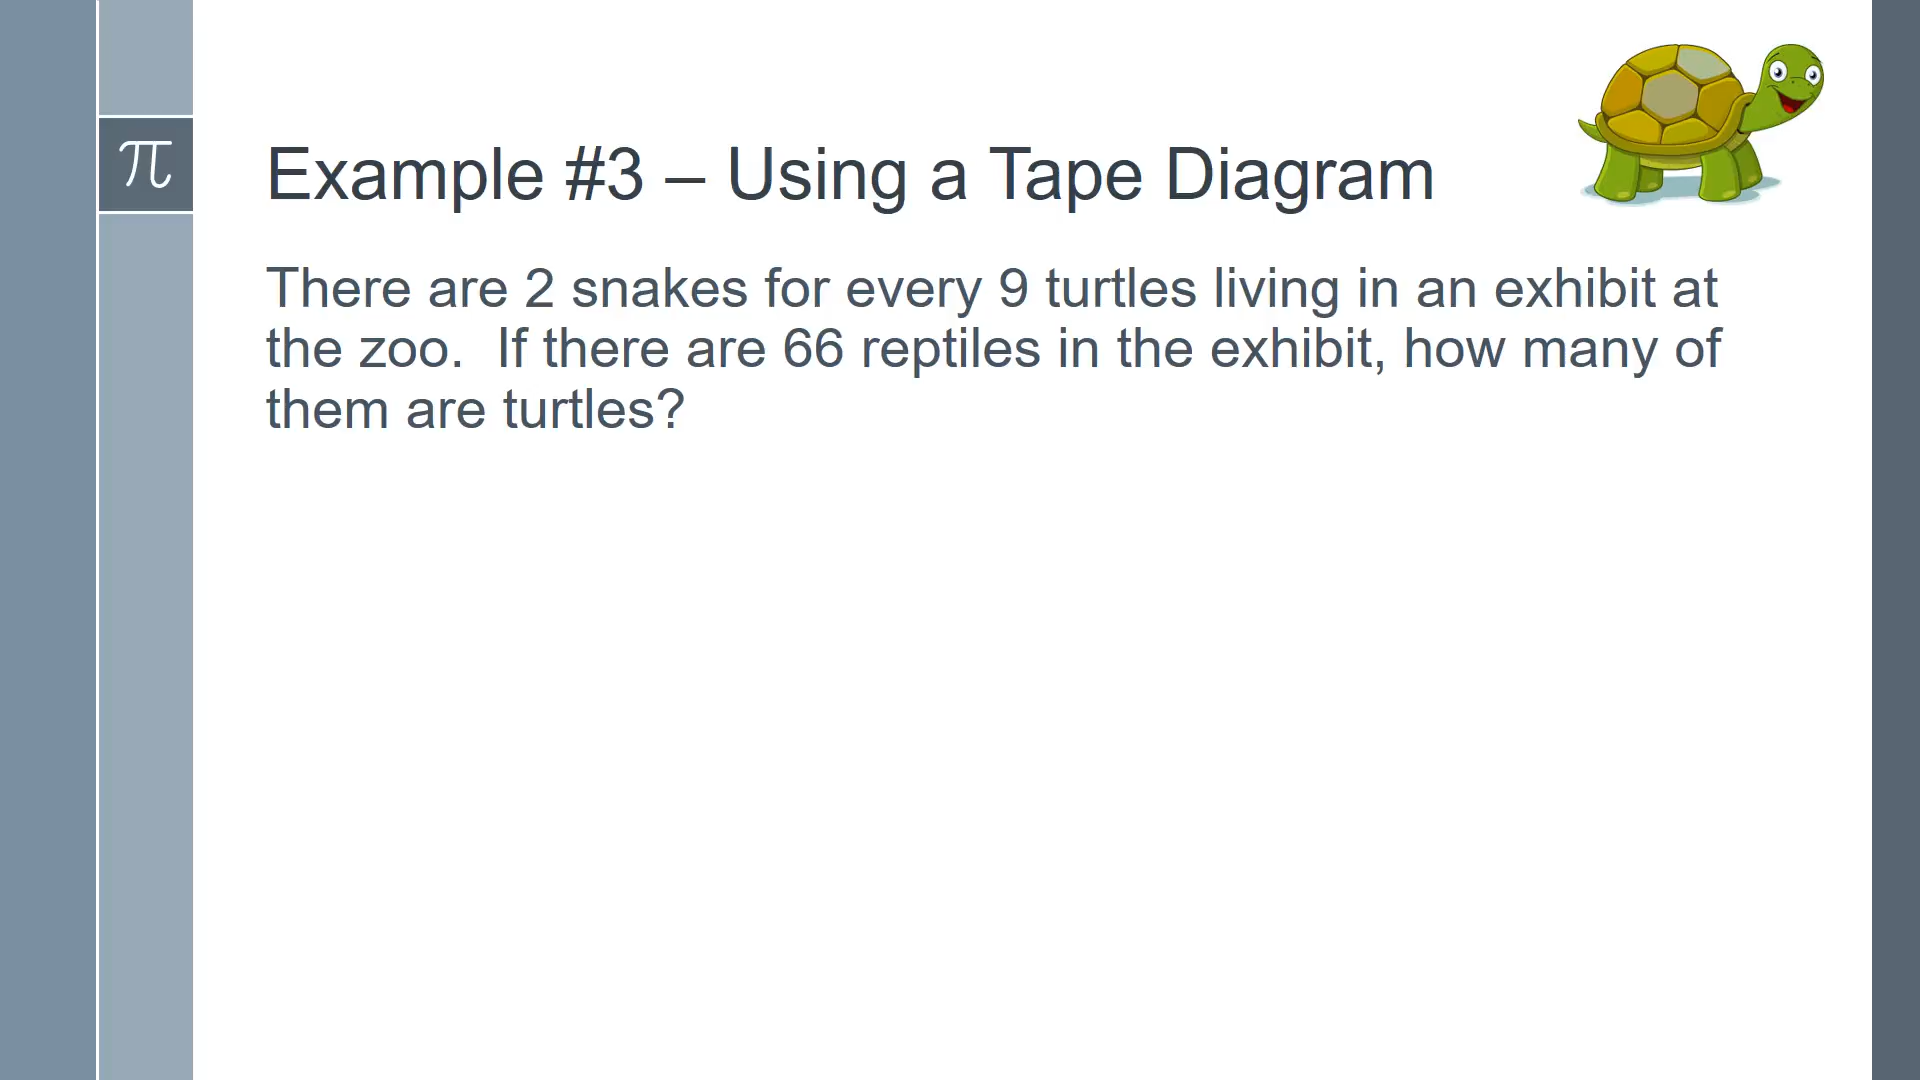 π
Example #3 – Using a Tape Diagram
There are 2 snakes for every 9 turtles living in an exhibit at
the zoo.  If there are 66 reptiles in the exhibit, how many of
them are turtles?